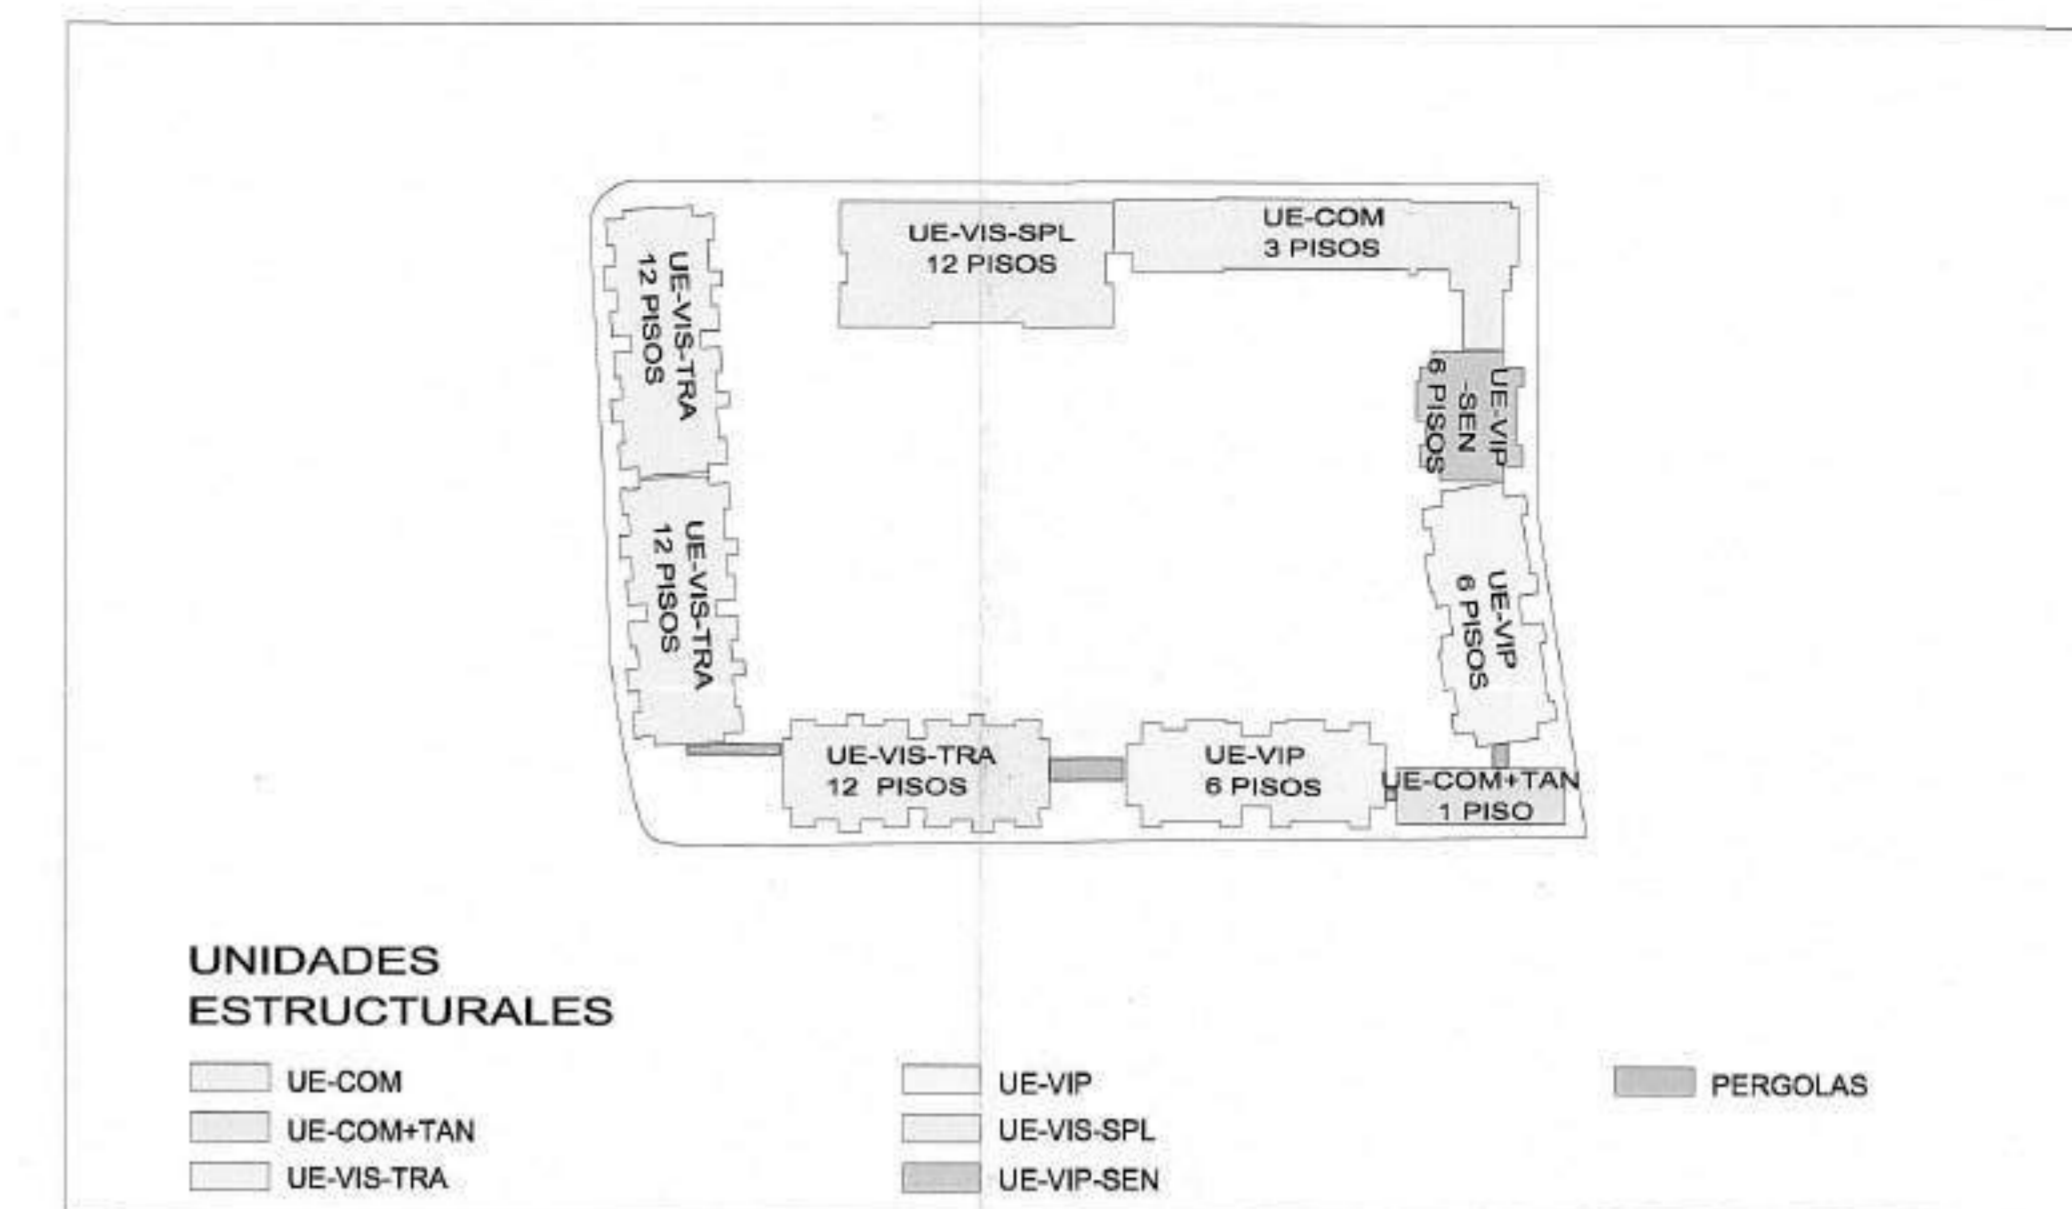 UE-VIS-SPL
12 PISOS
UE-COM
3 PISOS
UE-VIS-TRA
12 PISOS
UE-VIP
-SEN
6 PISOS
UE-VIS-TRA
12 PISOS
UE-VIP
6 PISOS
UE-VIS-TRA
12 PISOS
UE-VIP
6 PISOS
UE-COM+TAN
1 PISO
UNIDADES
ESTRUCTURALES
UE-COM
UE-COM+TAN
UE-VIS-TRA
UE-VIP
UE-VIS-SPL
UE-VIP-SEN
PERGOLAS